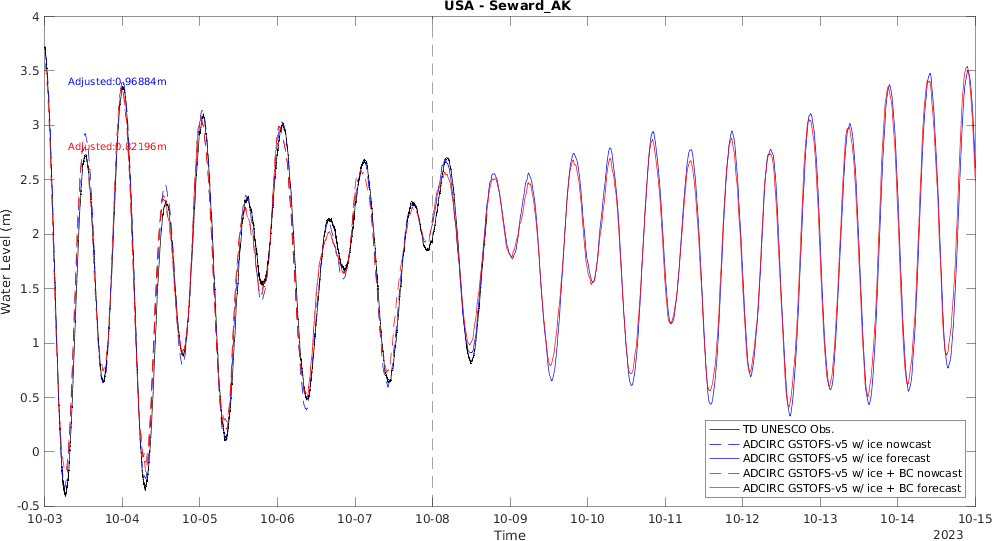 USA - Seward_AK
Water Level (m)
4
3.5
3
2.5
2
1.5
1
0.5
0
-0.5
Adjusted:0.96884m
Adjusted:0.82196m
TD UNESCO Obs.
ADCIRC GSTOFS-v5 w/ ice nowcast
ADCIRC GSTOFS-v5 w/ ice forecast
ADCIRC GSTOFS-v5 w/ ice + BC nowcast
ADCIRC GSTOFS-v5 w/ ice + BC forecast
10-03 10-04 10-05 10-06 10-07 10-08 10-09 10-10 10-11 10-12 10-13 10-14 10-15
Time
2023